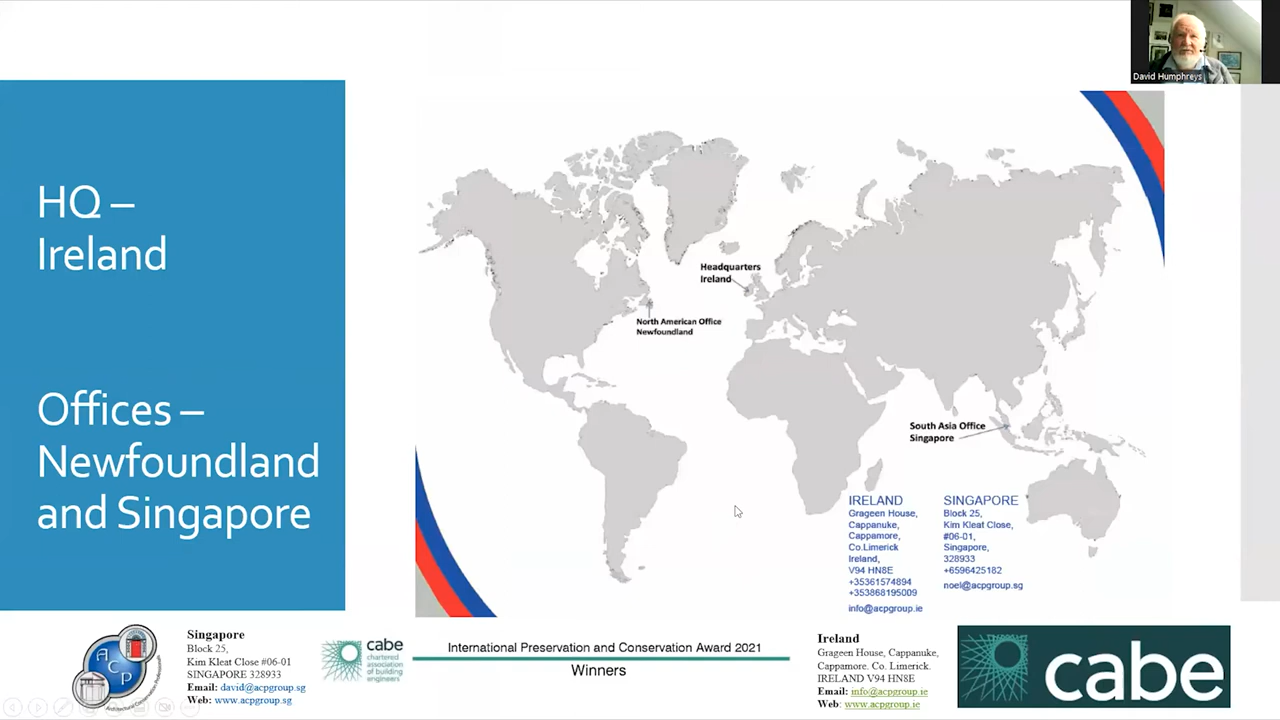 David Humphreys
HQ –
Ireland
Offices –
Newfoundland
and Singapore
Headquarters
Ireland
North American Office
Newfoundland
South Asia Office
Singapore
IRELAND
Grageen House,
Cappanuke,
Cappamore,
Co.Limerick
Ireland,
V94 HN8E
+35361574894
+353868195009
info@acpgroup.ie
SINGAPORE
Block 25,
Kim Kleat Close,
#06-01,
Singapore,
328933
+6596425182
noel@acpgroup.sg
ACP
Singapore
Block 25,
Kim Kleat Close #06-01
SINGAPORE 328933
Email: david@acpgroup.sg
Web: www.acpgroup.sg
cabe
chartered
association
of building
engineers
International Preservation and Conservation Award 2021
Winners
Ireland
Grageen House, Cappanuke,
Cappamore. Co. Limerick.
IRELAND V94 HN8E
Email: info@acpgroup.ie
Web: www.acpgroup.ie
cabe